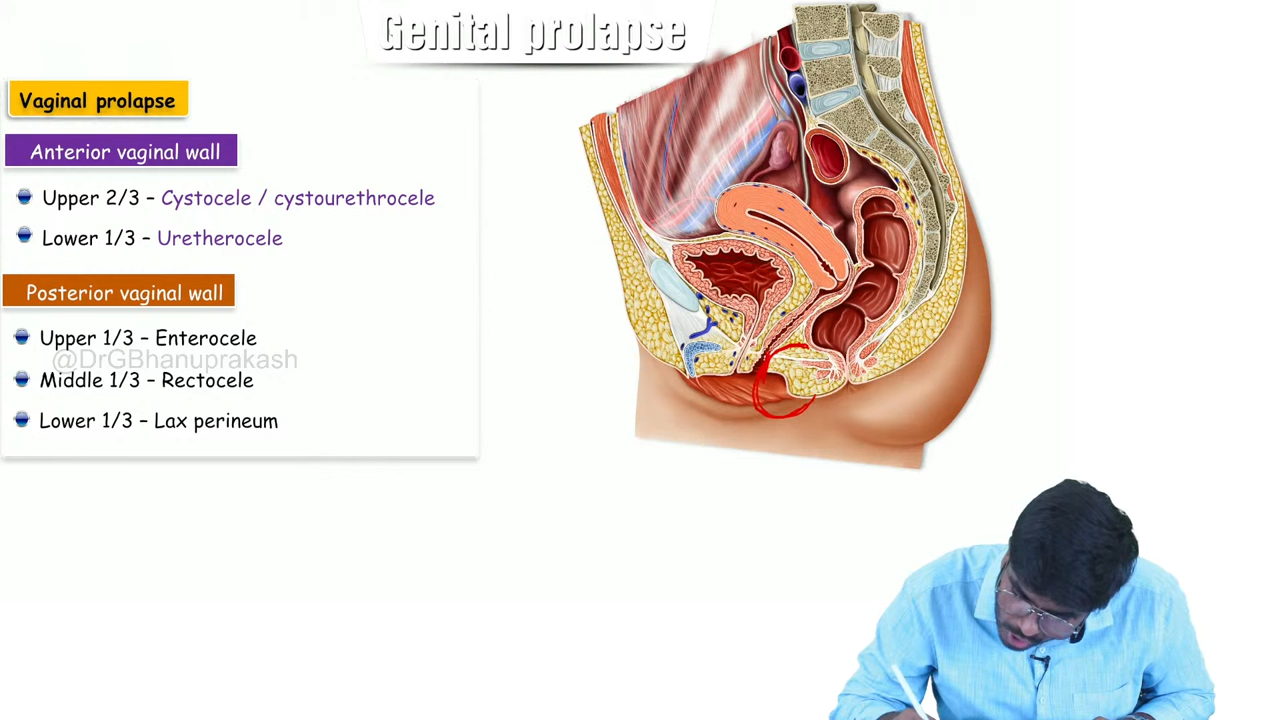 Genital prolapse
Vaginal prolapse
Anterior vaginal wall
Upper 2/3 – Cystocele / cystourethrocele
Lower 1/3 – Uretherocele
Posterior vaginal wall
Upper 1/3 – Enterocele
@DrGBhanuprakash
Middle 1/3 – Rectocele
Lower 1/3 – Lax perineum